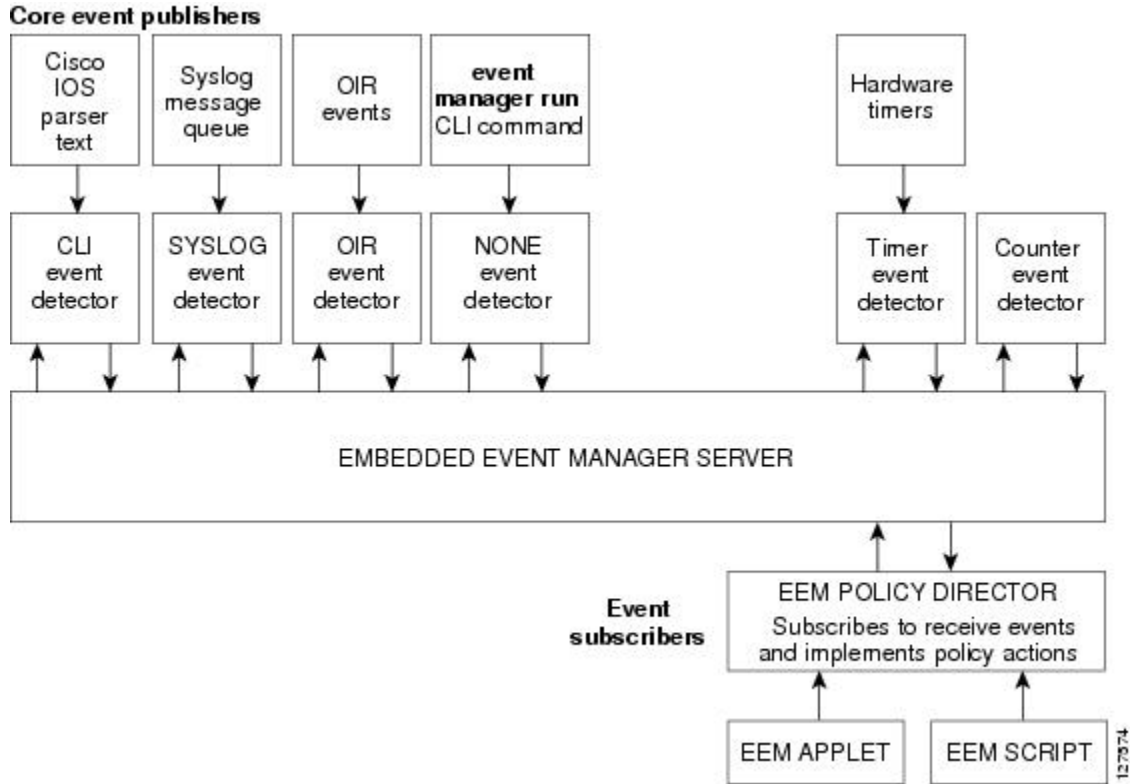 Core event publishers
Cisco
IOS
parser
text
Syslog
message
queue
OIR
events
event
manager run
CLI command
Hardware
timers
CLI
event
detector
SYSLOG
event
detector
OIR
event
detector
NONE
event
detector
Timer
event
detector
Counter
event
detector
EMBEDDED EVENT MANAGER SERVER
Event
subscribers
EEM POLICY DIRECTOR
Subscribes to receive events
and implements policy actions
EEM APPLET
EEM SCRIPT
127574